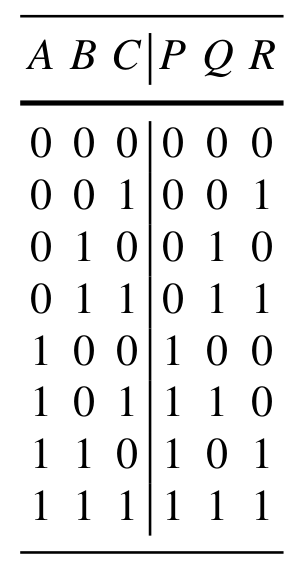 A B C P Q R
0 0 0 0 0 0
0 0 1 0 0 1
0 1 0 0 1 0
0 1 1 0 1 1
1 0 0 1 0 0
1 0 1 1 1 0
1 1 0 1 0 1
1 1 1 1 1 1